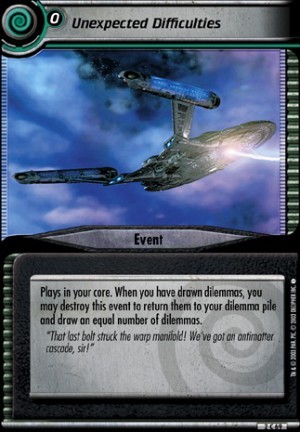 0 Unexpected Difficulties
Event
Plays in your core. When you have drawn dilemmas, you
may destroy this event to return them to your dilemma pile
and draw an equal number of dilemmas.
"That last bolt struck the warp manifold! We've got an antimatter
cascade, sir!"
2 C 69